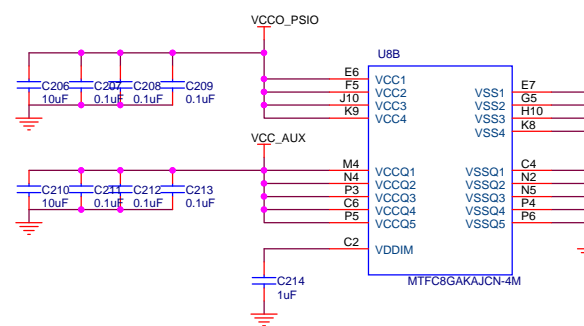 VCCO_PSIO
U8B
C206
10uF
C207
0.1uF
C208
0.1uF
C209
0.1uF
E6
F5
J10
K9
VCC1
VCC2
VCC3
VCC4
VSS1
VSS2
VSS3
VSS4
E7
G5
H10
K8
VCC_AUX
C210
10uF
C211
0.1uF
C212
0.1uF
C213
0.1uF
M4
N4
P3
C6
P5
VCCQ1
VCCQ2
VCCQ3
VCCQ4
VCCQ5
VSSQ1
VSSQ2
VSSQ3
VSSQ4
VSSQ5
C4
N2
N5
P4
P6
C2
VDDIM
C214
1uF
MTFC8GAKAJCN-4M